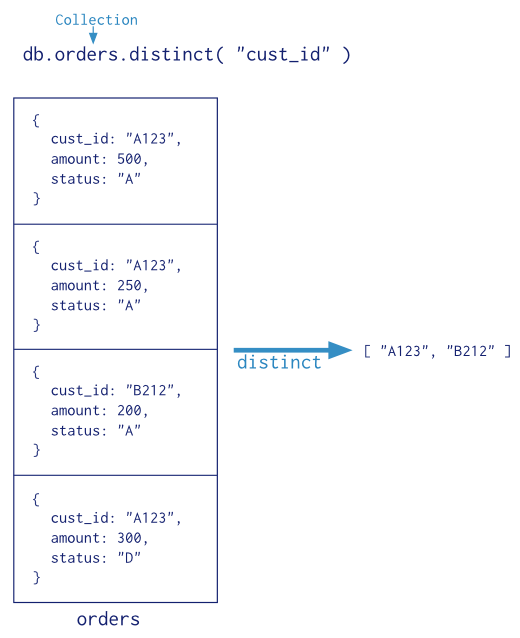 Collection
db.orders.distinct( "cust_id" )
{
cust_id: "A123",
amount: 500,
status: "A"
}
{
cust_id: "A123",
amount: 250,
status: "A"
}
{
cust_id: "B212",
amount: 200,
status: "A"
}
{
cust_id: "A123",
amount: 300,
status: "D"
}
orders
distinct
[ "A123", "B212" ]